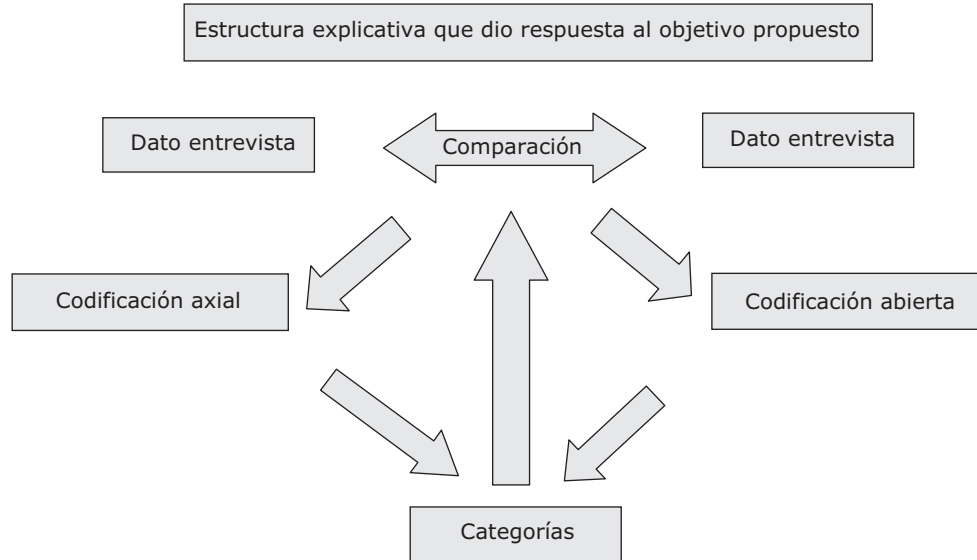 Estructura explicativa que dio respuesta al objetivo propuesto
Dato entrevista
Comparación
Dato entrevista
Codificación axial
Codificación abierta
Categorías